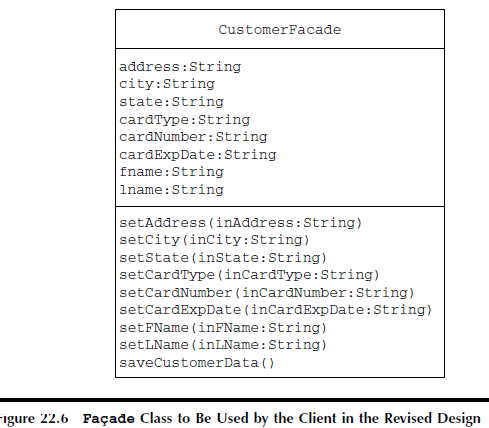 CustomerFacade
address:String
city:String
state:String
cardType:String
cardNumber:String
cardExpDate:String
fname:String
lname:String
setAddress(inAddress:String)
setCity(inCity:String)
setState(inState:String)
setCardType(inCardType:String)
setCardNumber(inCardNumber:String)
setCardExpDate(inCardExpDate:String)
setFName(inFName:String)
setLName(inLName:String)
saveCustomerData()
igure 22.6 Façade Class to Be Used by the Client in the Revised Design